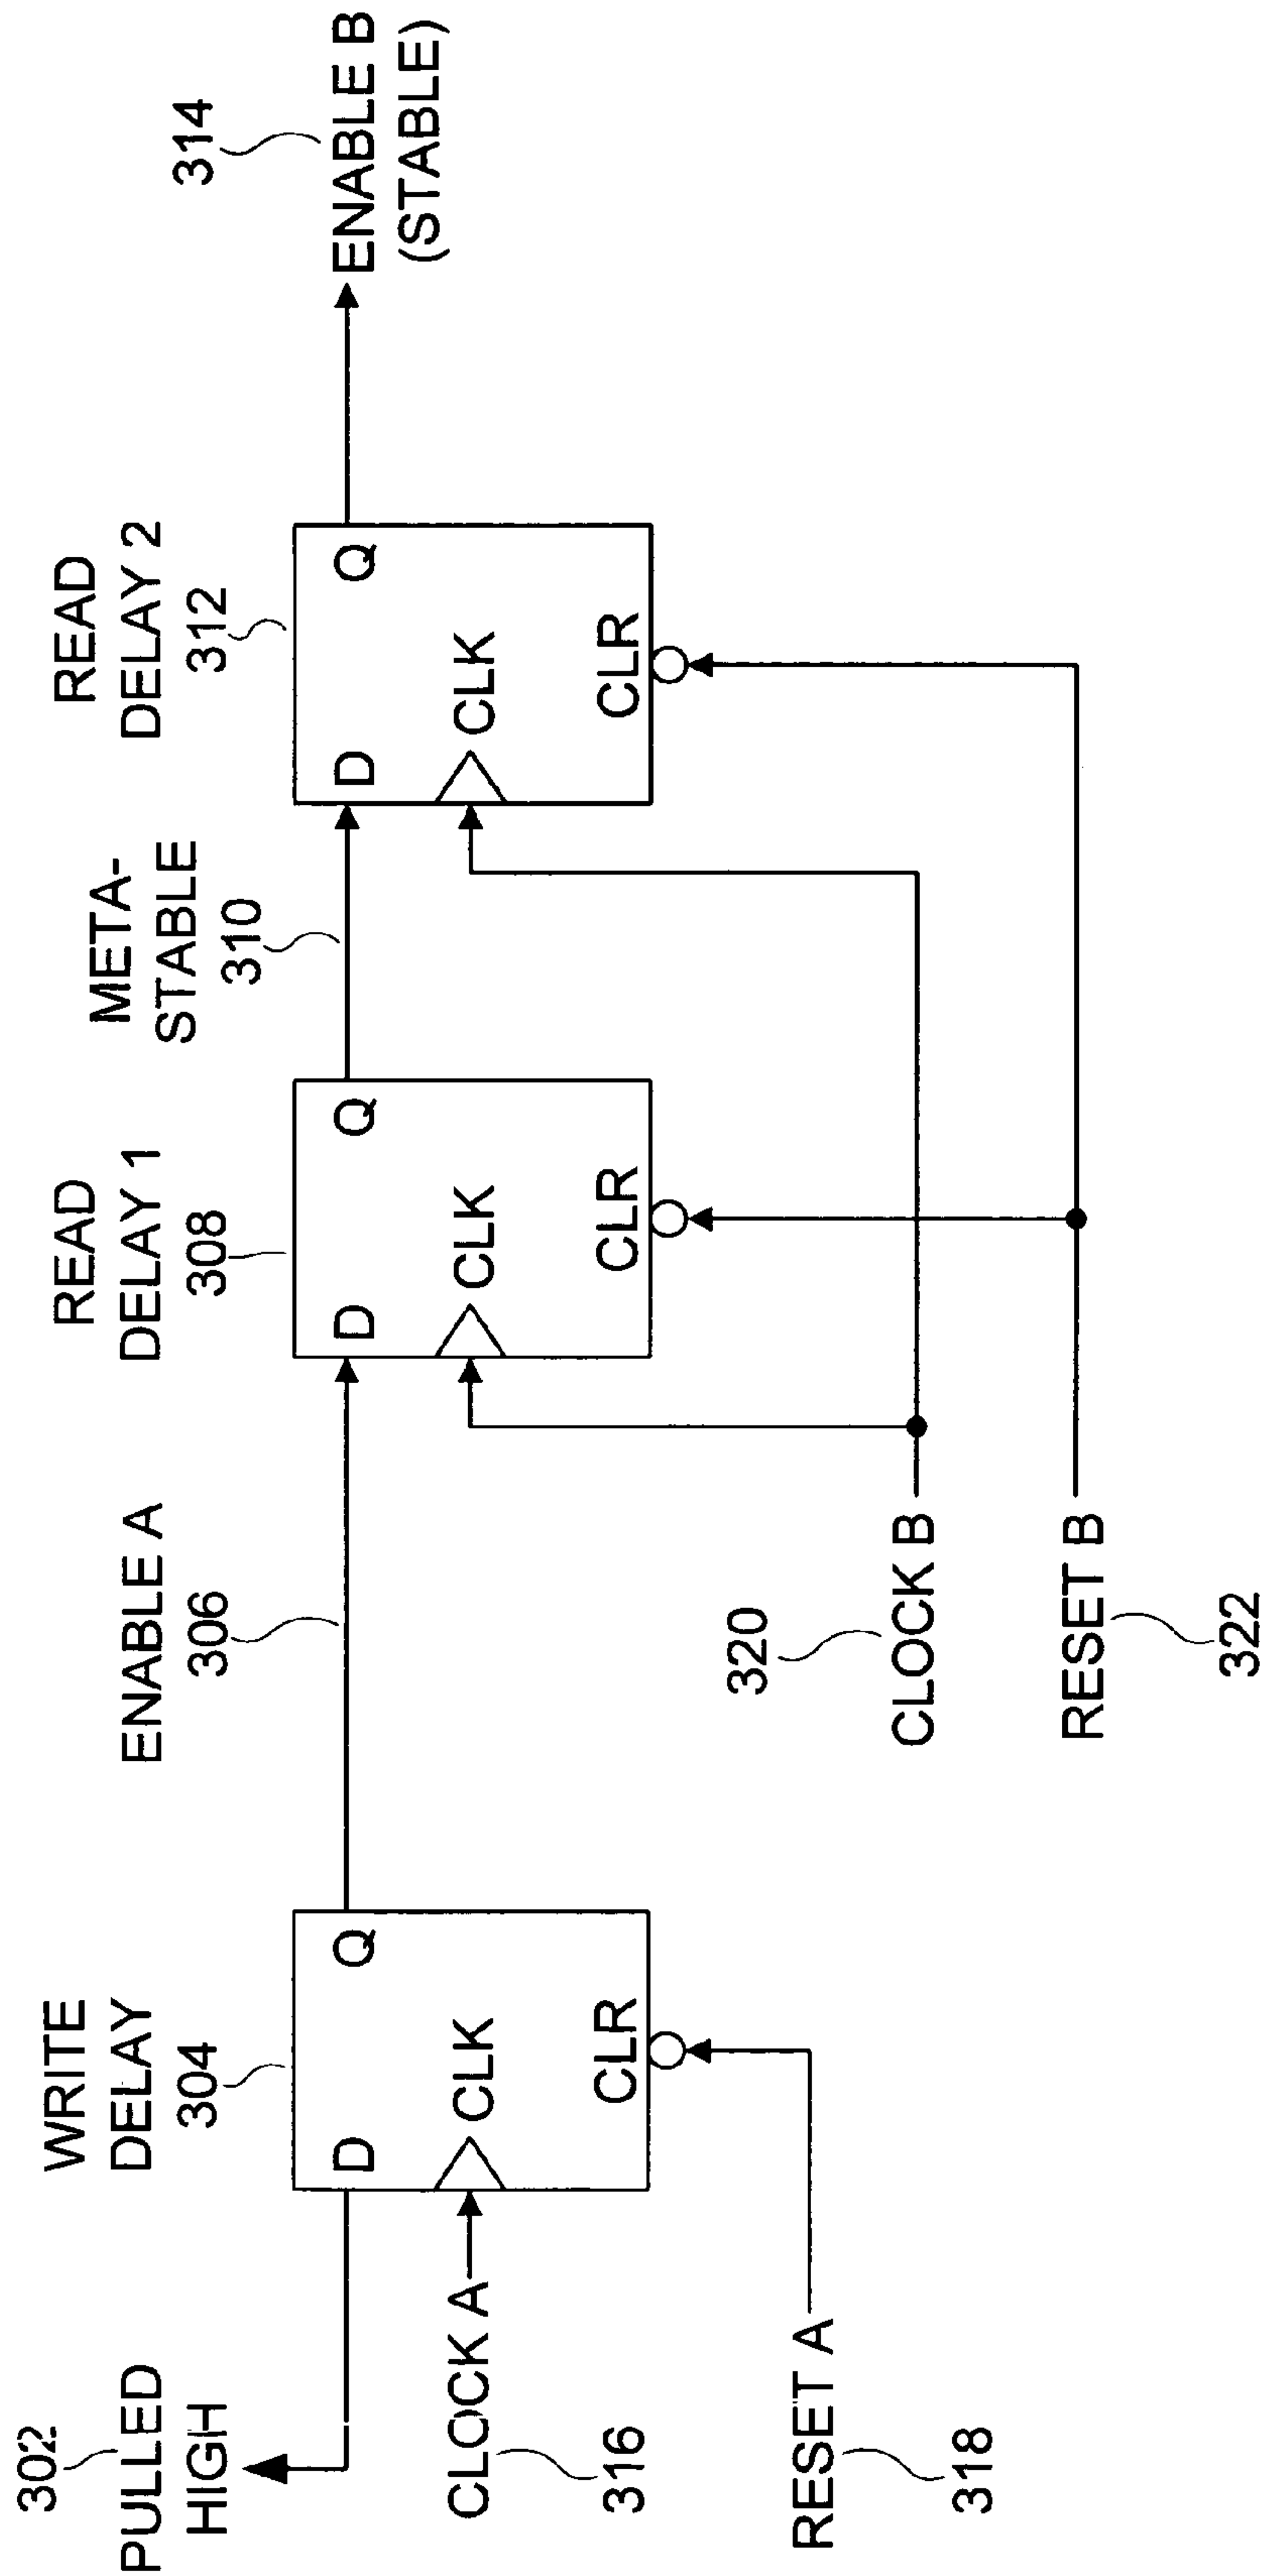 302
PULLED
HIGH
WRITE
DELAY
304
D
Q
CLK
CLR
CLOCK A
316
RESET A
318
ENABLE A
306
READ
DELAY 1
308
D
Q
CLK
CLR
META-
STABLE
310
READ
DELAY 2
312
D
Q
CLK
CLR
314
ENABLE B
(STABLE)
320
CLOCK B
RESET B
322